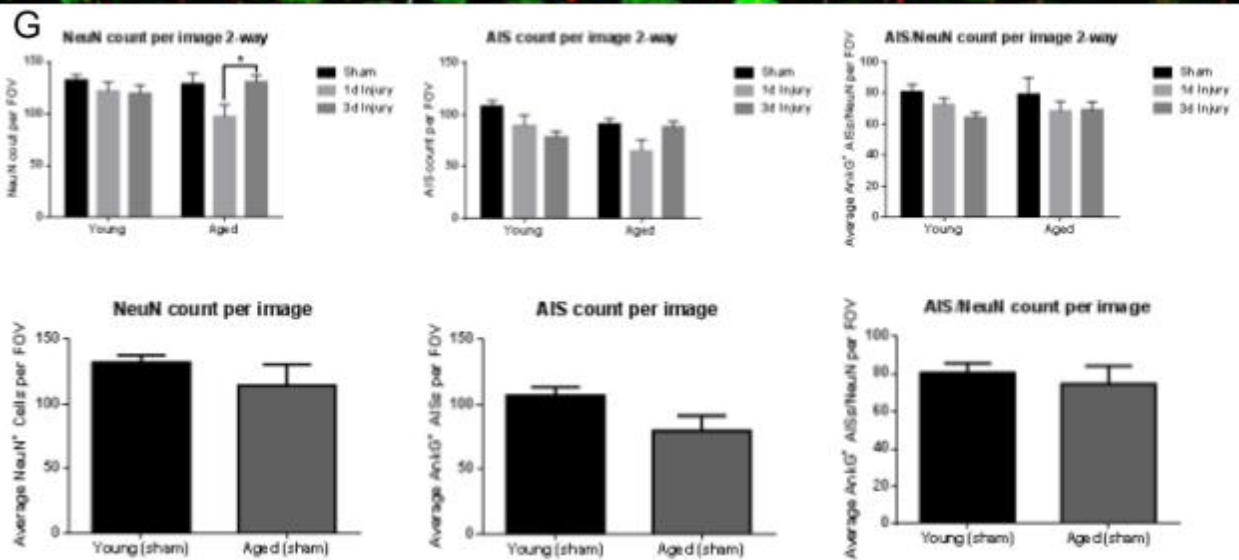 G
NeuN count per image 2-way
NeuN cout per FOV
150
100
50
0
Young
Aged
*
Sham
1d Injury
3d Injury
AIS count per image 2-way
AIS count per FOV
150
100
50
0
Young
Aged
Sham
1d Injury
3d Injury
AIS/NeuN count per image 2-way
Average AnkG+ AISs/NeuN per FOV
100
80
60
40
20
0
Young
Aged
Sham
1d Injury
3d Injury
NeuN count per image
Average NeuN+ Cells per FOV
150
100
50
0
Young (sham)
Aged (sham)
AIS count per image
Average AnkG+ AISs per FOV
150
100
50
0
Young (sham)
Aged (sham)
AIS/NeuN count per image
Average AnkG+ AISs/NeuN per FOV
100
80
60
40
20
0
Young (sham)
Aged (sham)